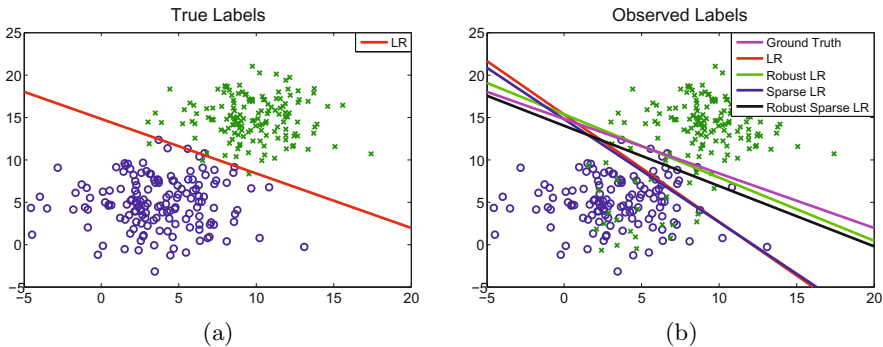 True Labels
LR
25
20
15
10
5
0
−5
−5 0 5 10 15 20
(a)
Observed Labels
Ground Truth
LR
Robust LR
Sparse LR
Robust Sparse LR
25
20
15
10
5
0
−5
−5 0 5 10 15 20
(b)